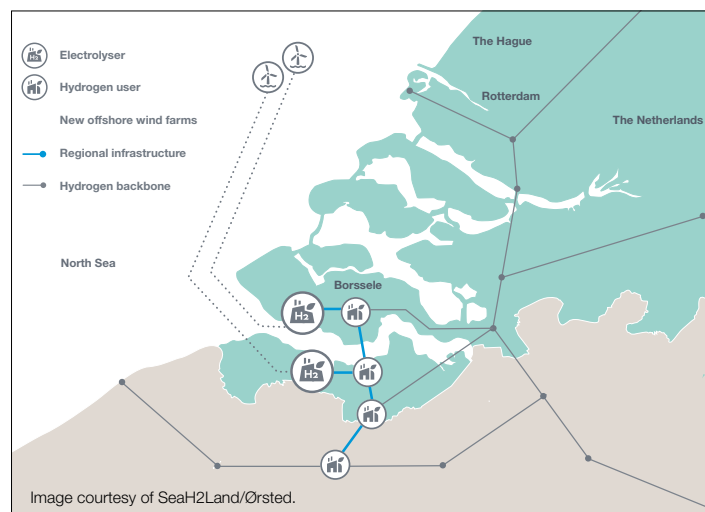 Electrolyser
Hydrogen user
New offshore wind farms
Regional infrastructure
Hydrogen backbone
The Hague
Rotterdam
The Netherlands
North Sea
Borssele
H2
H2
H2
Image courtesy of SeaH2Land/Ørsted.